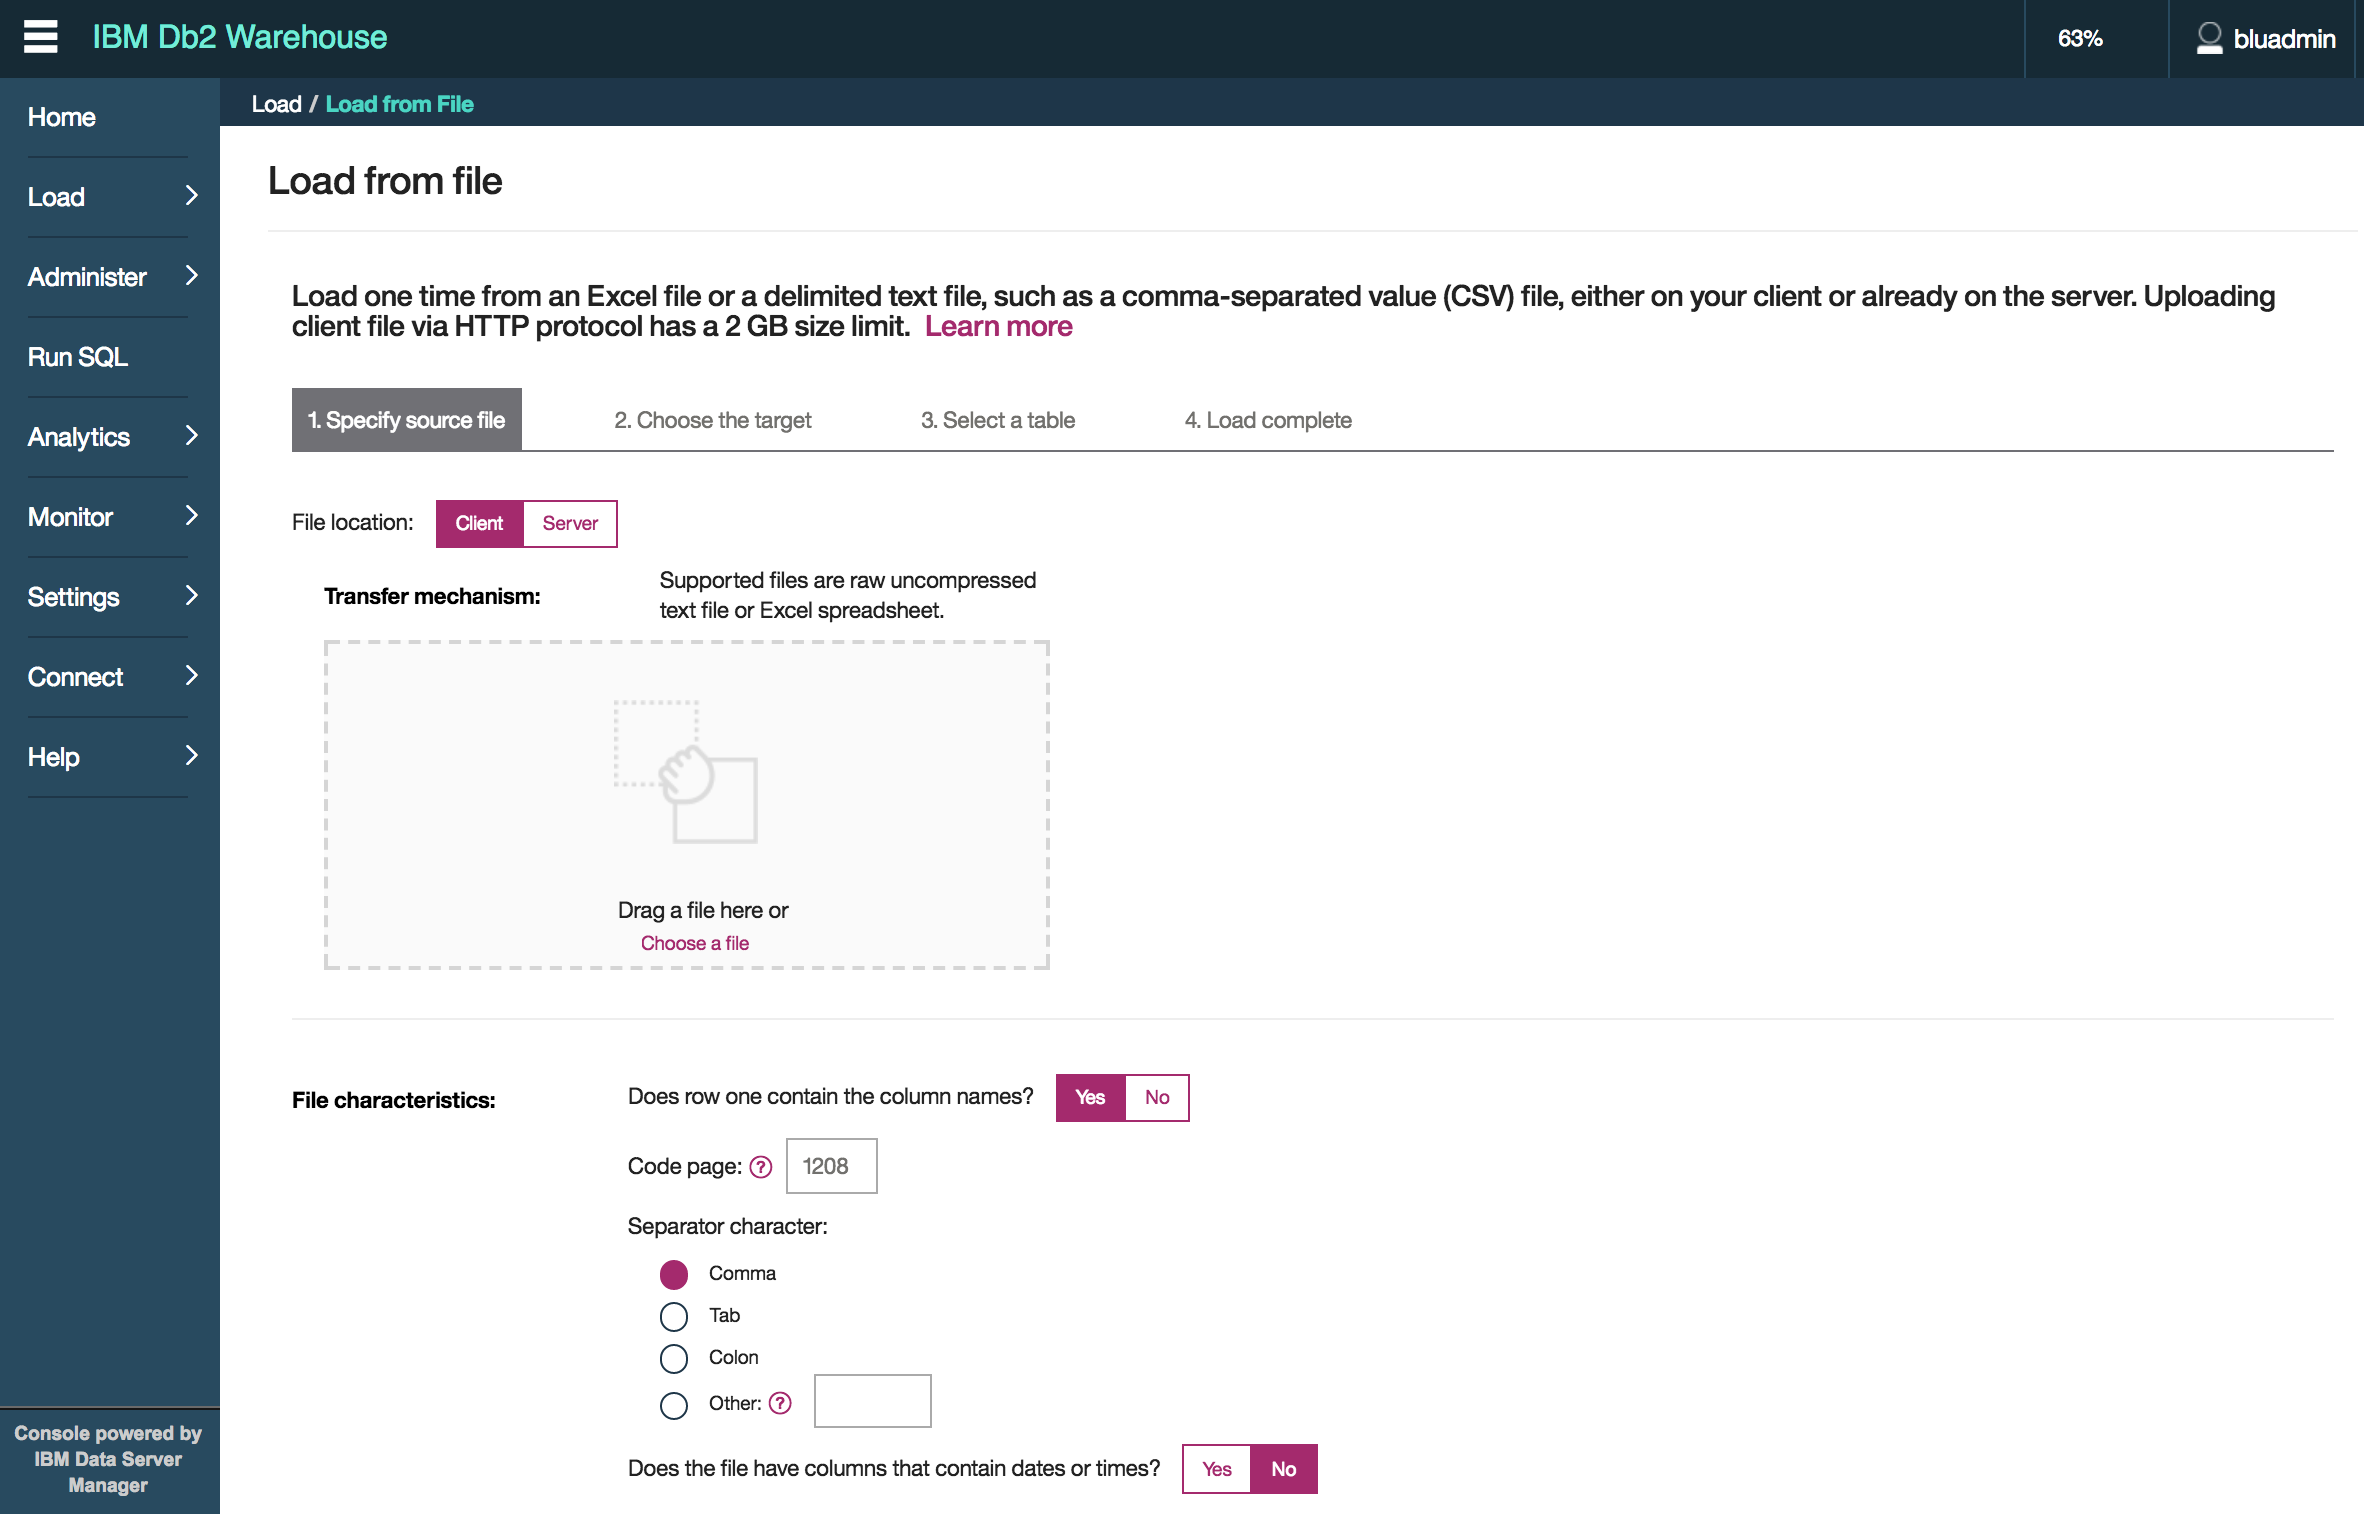 IBM Db2 Warehouse
63%
bluadmin
Home
Load
Administer
Run SQL
Analytics
Monitor
Settings
Connect
Help
Console powered by
IBM Data Server
Manager
Load / Load from File
Load from file
Load one time from an Excel file or a delimited text file, such as a comma-separated value (CSV) file, either on your client or already on the server. Uploading
client file via HTTP protocol has a 2 GB size limit. Learn more
1. Specify source file
2. Choose the target
3. Select a table
4. Load complete
File location: Client Server
Transfer mechanism:
Supported files are raw uncompressed
text file or Excel spreadsheet.
Drag a file here or
Choose a file
File characteristics:
Does row one contain the column names? Yes No
Code page: ? 1208
Separator character:
Comma
Tab
Colon
Other: ?
Does the file have columns that contain dates or times? Yes No